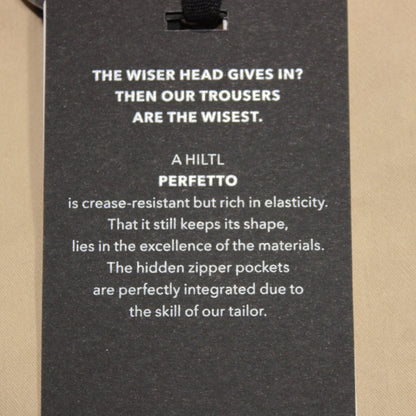 THE WISER HEAD GIVES IN?
THEN OUR TROUSERS
ARE THE WISEST.
A HILTL
PERFETTO
is crease-resistant but rich in elasticity.
That it still keeps its shape,
lies in the excellence of the materials.
The hidden zipper pockets
are perfectly integrated due to
the skill of our tailor.